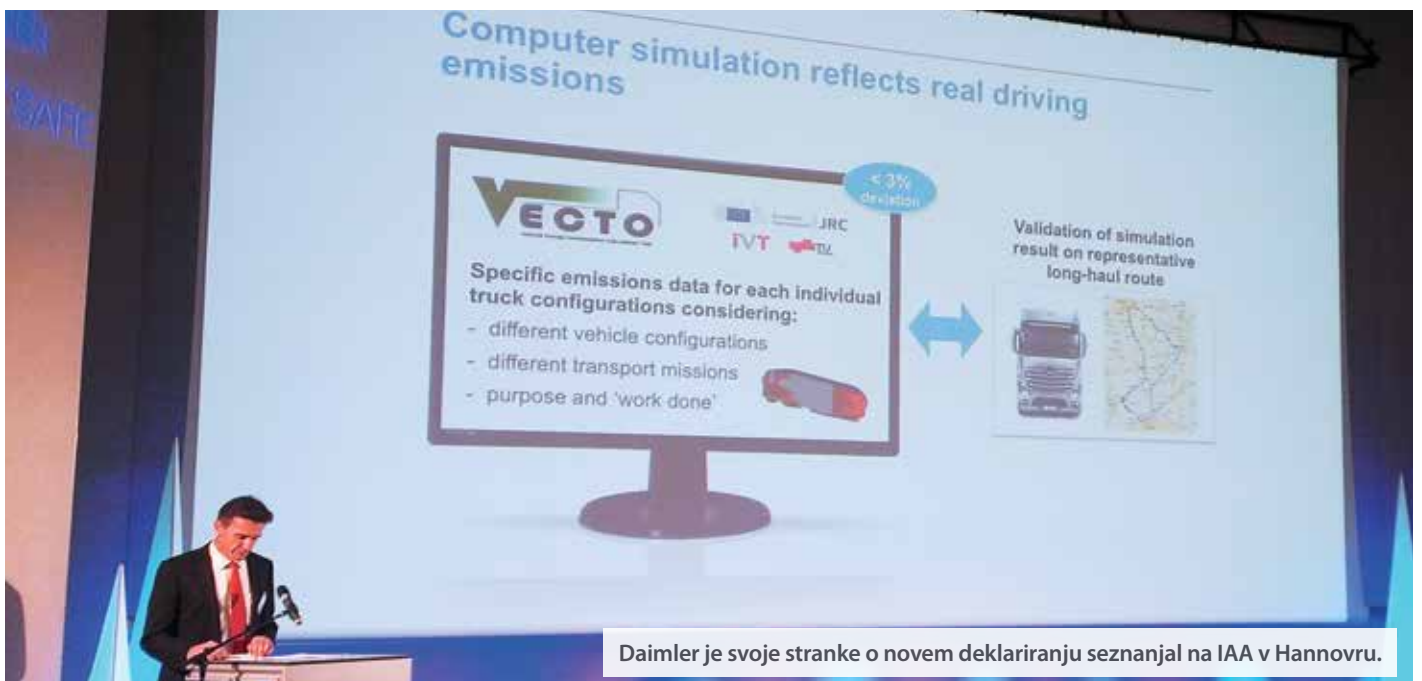 SAFE
Computer simulation reflects real driving
emissions
< 3%
deviation
VECTO
JRC
IVT
Specific emissions data for each individual
truck configurations considering:
- different vehicle configurations
- different transport missions
- purpose and 'work done'
Validation of simulation
result on representative
long-haul route
Daimler je svoje stranke o novem deklariranju seznanjal na IAA v Hannovru.